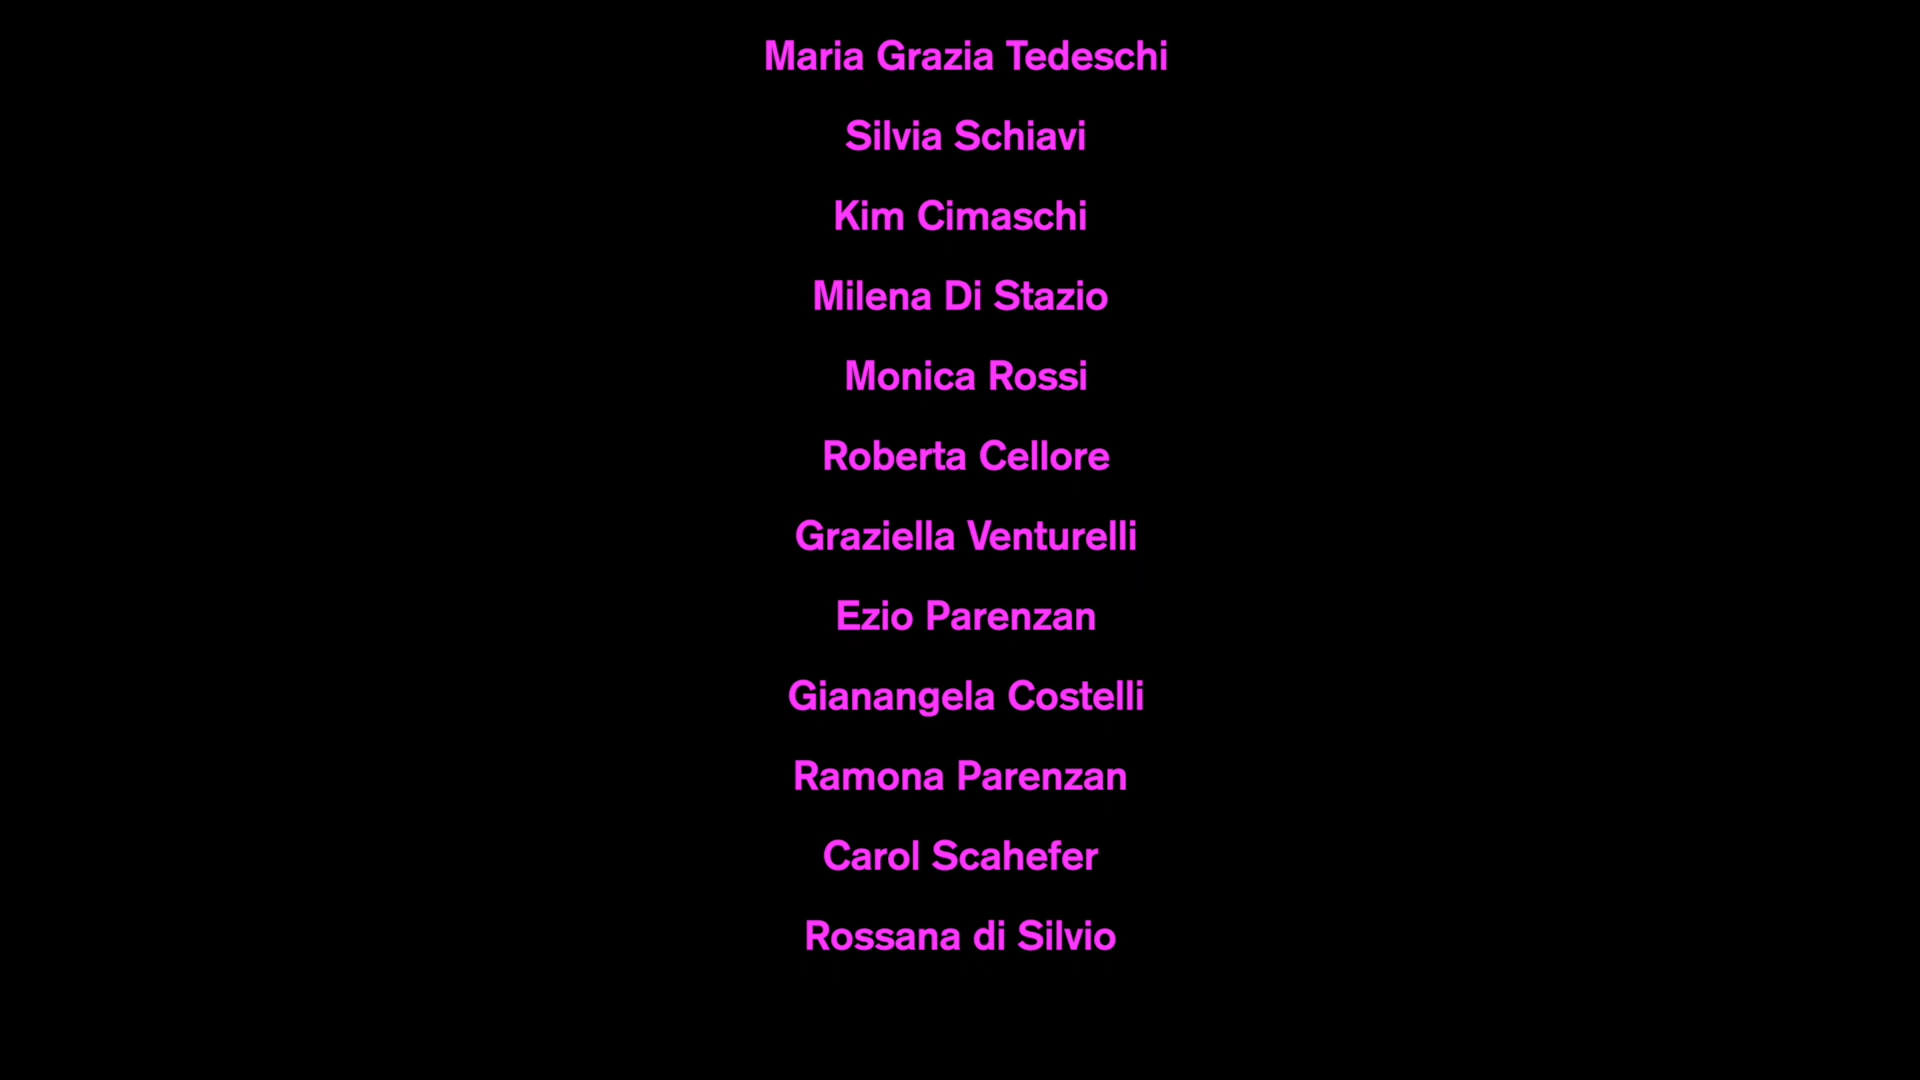 Maria Grazia Tedeschi
Silvia Schiavi
Kim Cimaschi
Milena Di Stazio
Monica Rossi
Roberta Cellore
Graziella Venturelli
Ezio Parenzan
Gianangela Costelli
Ramona Parenzan
Carol Scahefer
Rossana di Silvio